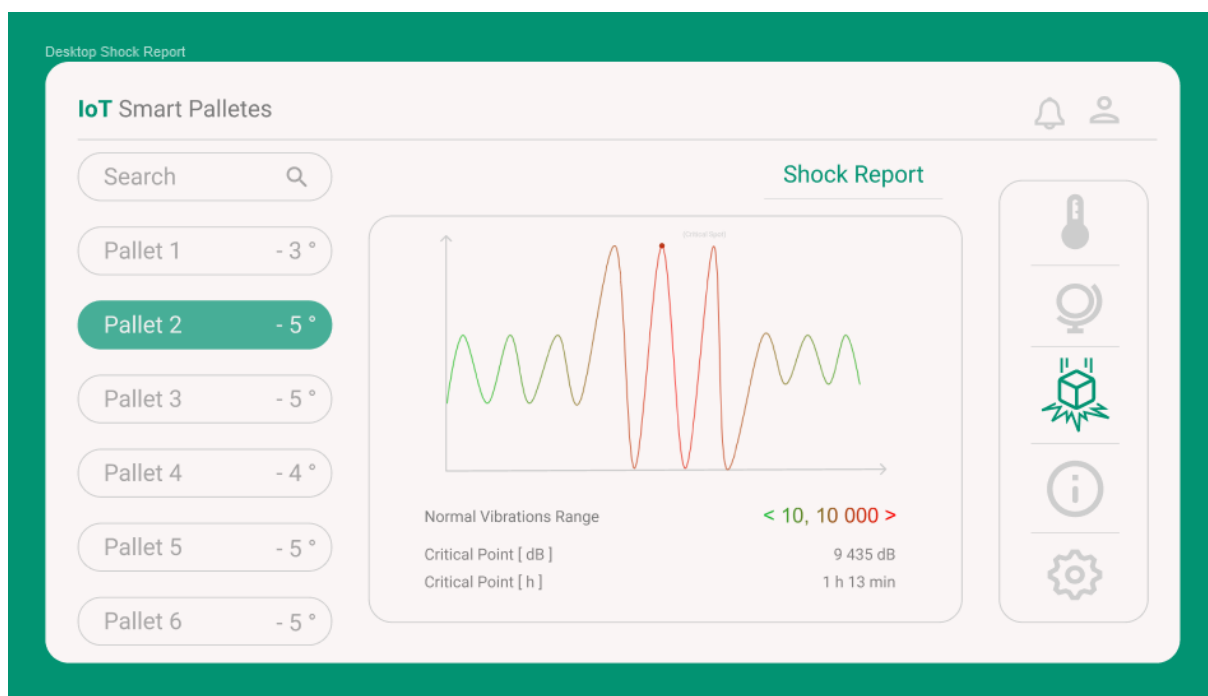 Desktop Shock Report
IoT Smart Palletes
Search
Pallet 1 - 3 °
Pallet 2 - 5 °
Pallet 3 - 5 °
Pallet 4 - 4 °
Pallet 5 - 5 °
Pallet 6 - 5 °
Shock Report
(Critical Spot)
Normal Vibrations Range < 10, 10 000 >
Critical Point [ dB ] 9 435 dB
Critical Point [ h ] 1 h 13 min